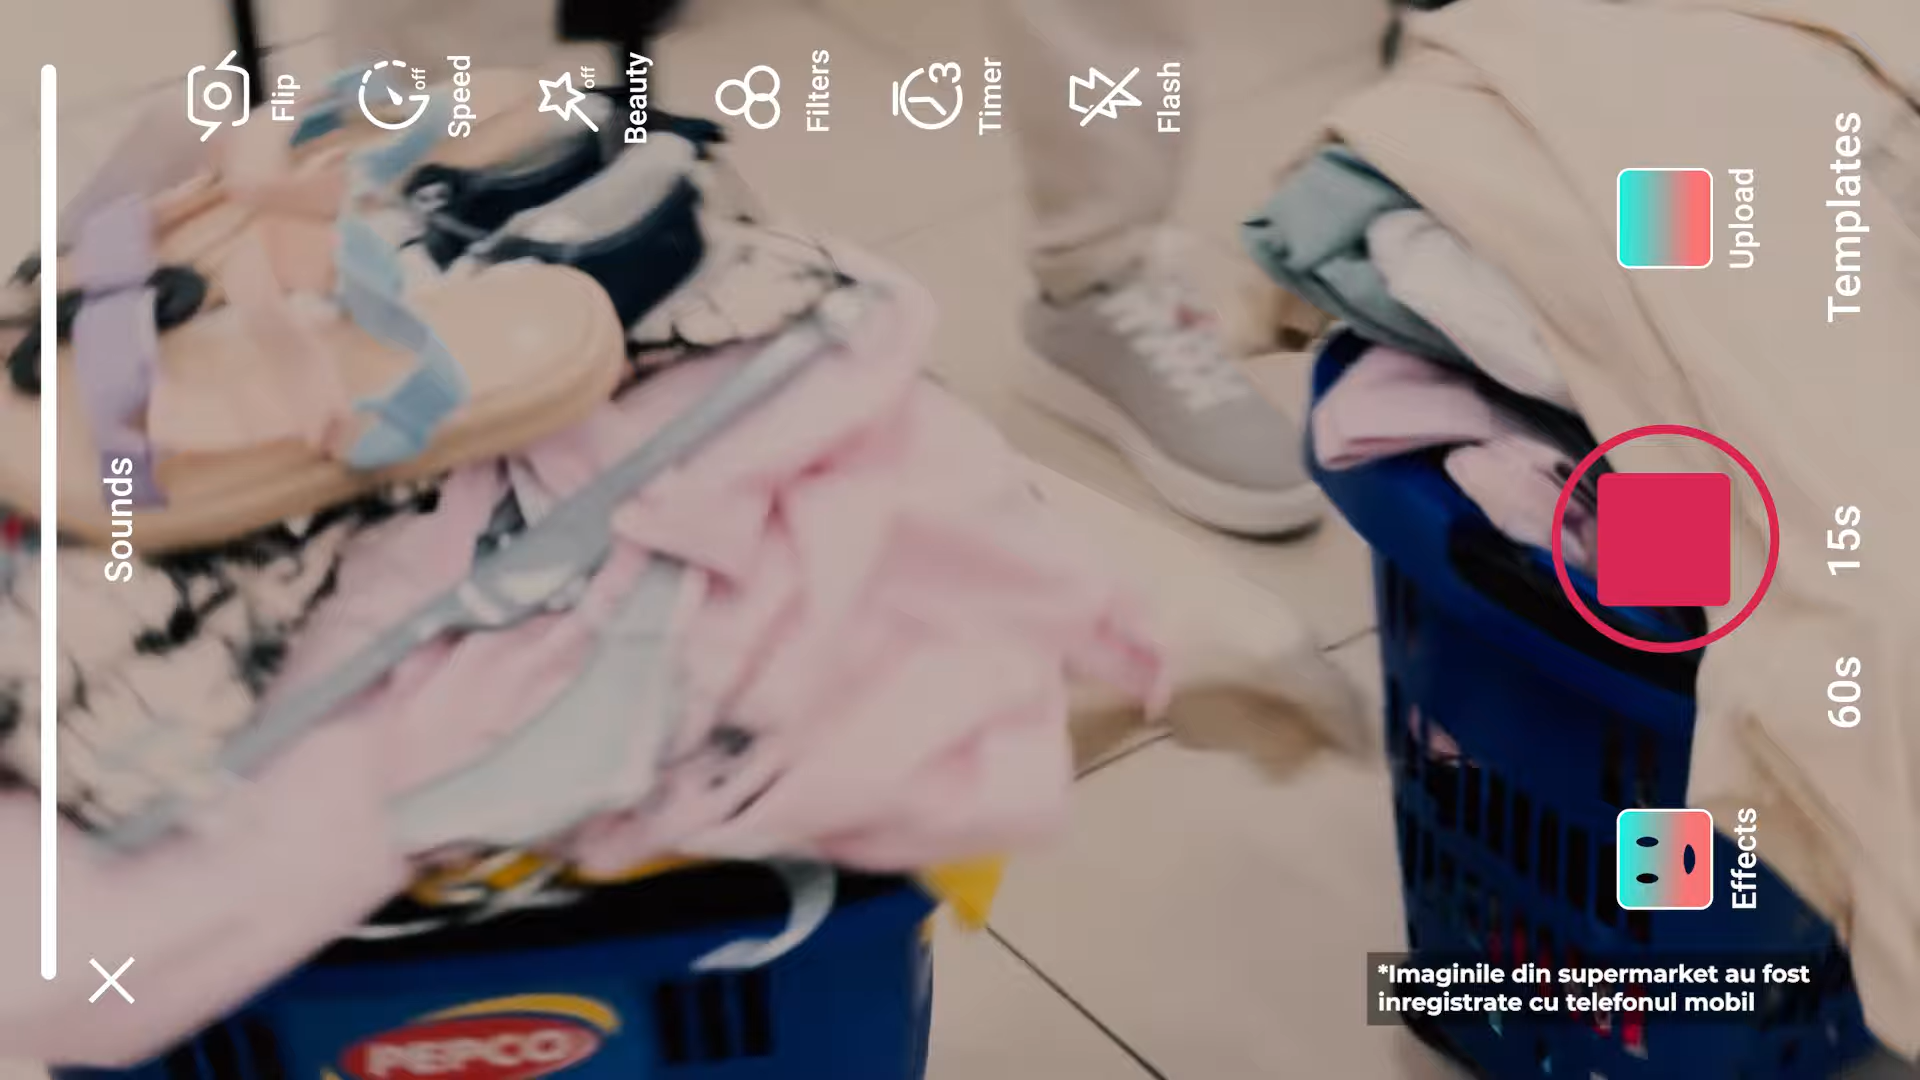 Flip
off
Speed
off
Beauty
Filters
3
Timer
Flash
Sounds
Upload
Templates
15s
60s
Effects
*Imaginile din supermarket au fost
inregistrate cu telefonul mobil
PEPCO